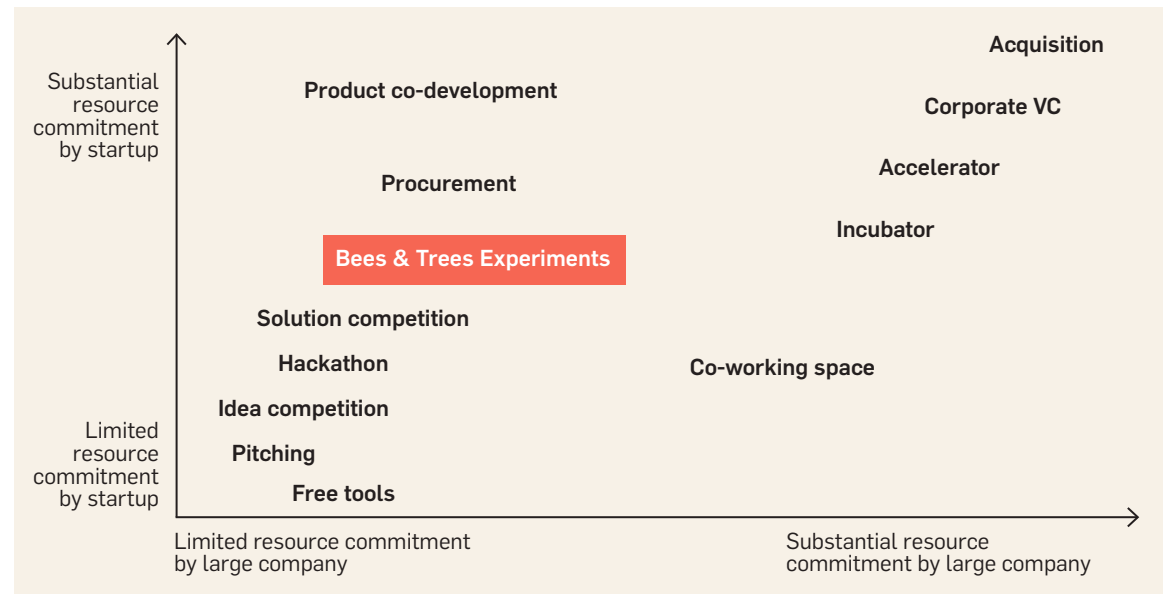 Acquisition
Substantial
resource
commitment
by startup
Product co-development
Corporate VC
Accelerator
Procurement
Incubator
Bees & Trees Experiments
Solution competition
Hackathon
Co-working space
Idea competition
Limited
resource
commitment
by startup
Pitching
Free tools
Limited resource commitment
by large company
Substantial resource
commitment by large company